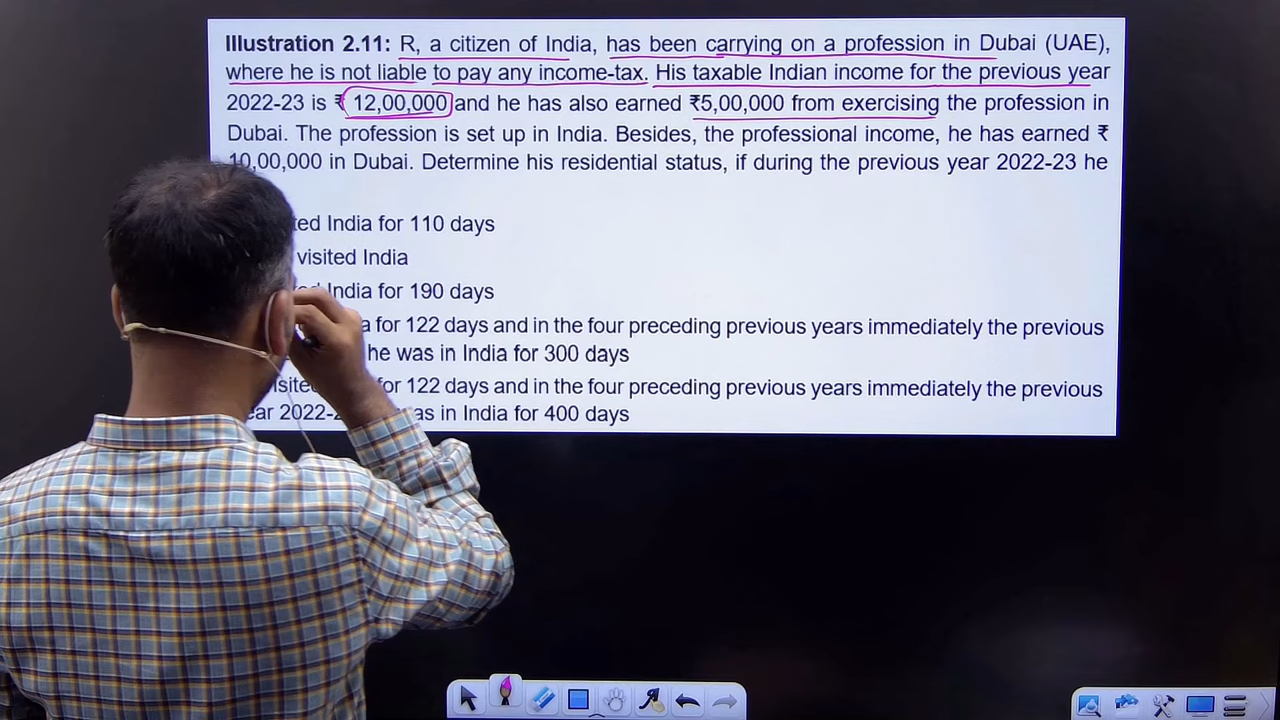 Illustration 2.11: R, a citizen of India, has been carrying on a profession in Dubai (UAE),
where he is not liable to pay any income-tax. His taxable Indian income for the previous year
2022-23 is ₹ 12,00,000 and he has also earned ₹5,00,000 from exercising the profession in
Dubai. The profession is set up in India. Besides, the professional income, he has earned ₹
10,00,000 in Dubai. Determine his residential status, if during the previous year 2022-23 he
India for 110 days
visited India
India for 190 days
for 122 days and in the four preceding previous years immediately the previous
he was in India for 300 days
for 122 days and in the four preceding previous years immediately the previous
in India for 400 days